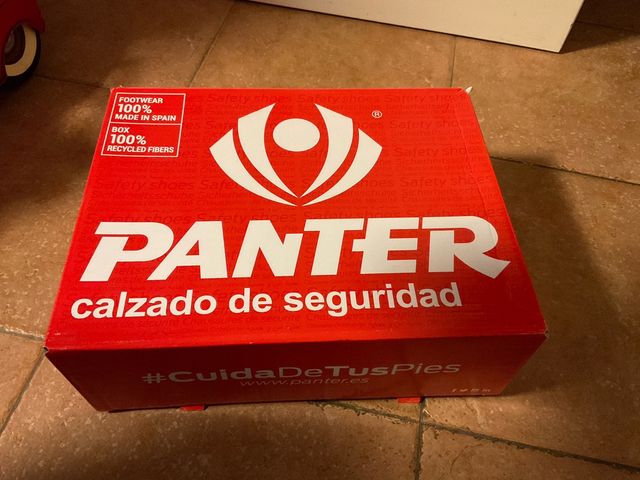 FOOTWEAR
100%
MADE IN SPAIN
BOX
100%
RECYCLED FIBERS
®
PANTER
calzado de seguridad
#CuidaDeTusPies
www.panter.es